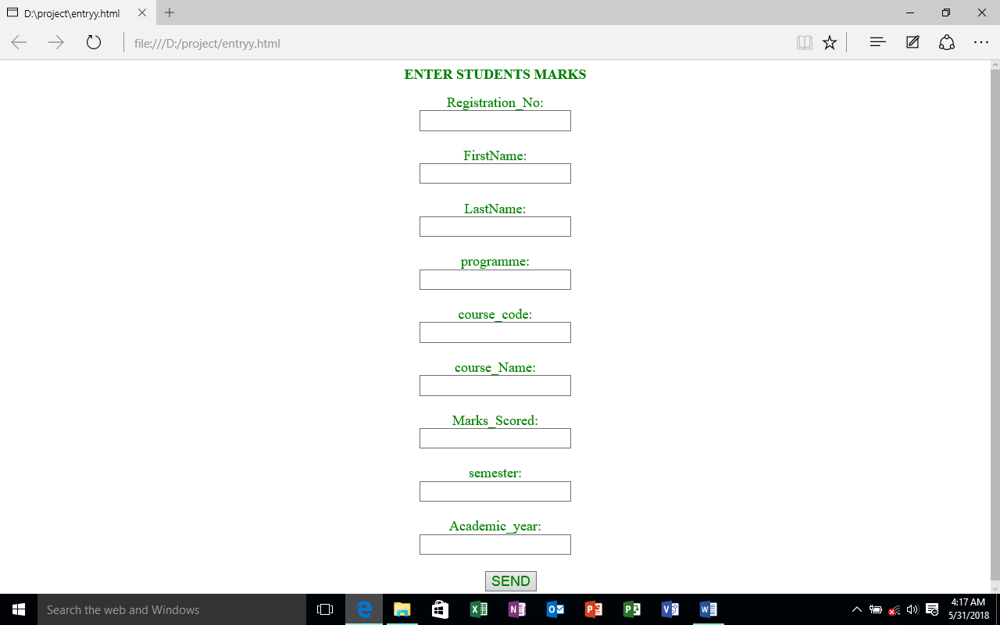 D:\project\entryy.html
file:///D:/project/entryy.html
ENTER STUDENTS MARKS
Registration_No:
FirstName:
LastName:
programme:
course_code:
course_Name:
Marks_Scored:
semester:
Academic_year:
SEND
Search the web and Windows
4:17 AM
5/31/2018